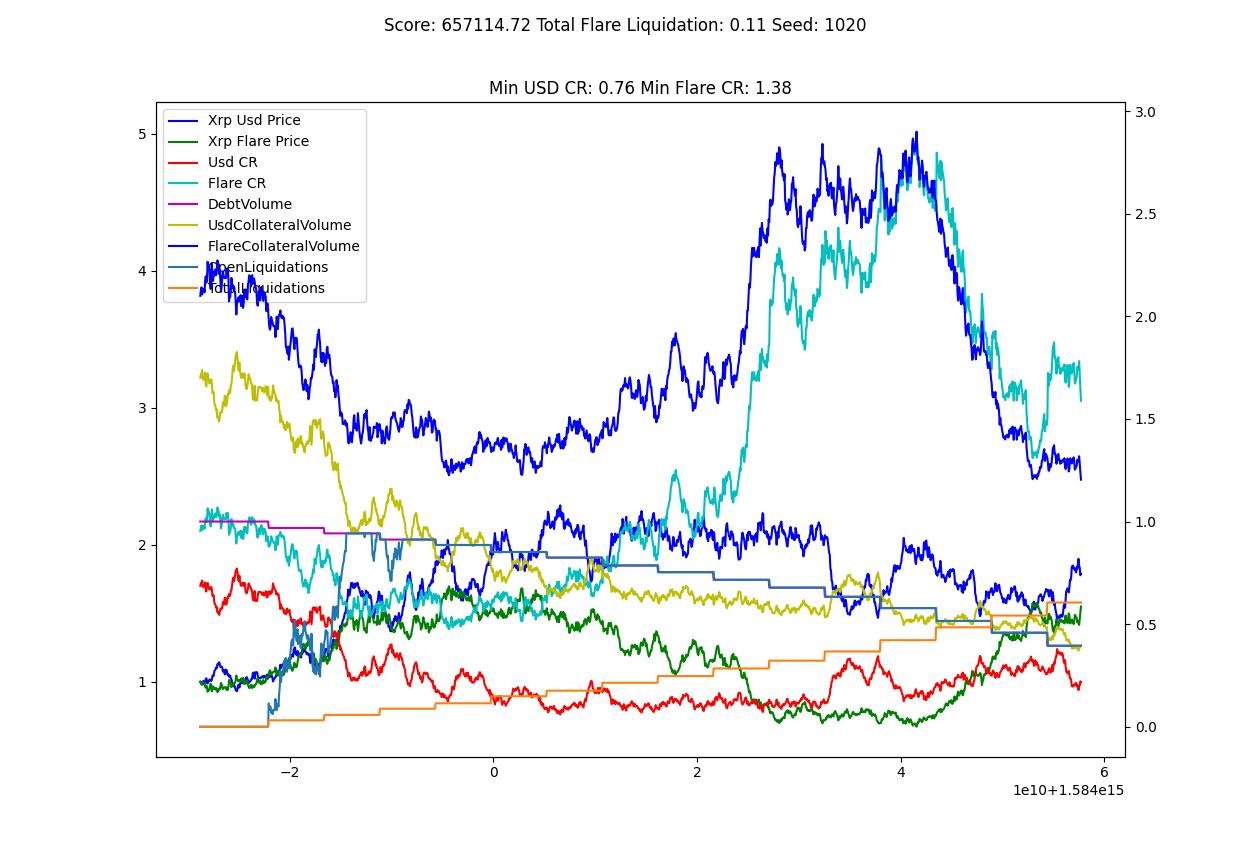 Score: 657114.72 Total Flare Liquidation: 0.11 Seed: 1020
Min USD CR: 0.76 Min Flare CR: 1.38
Xrp Usd Price
Xrp Flare Price
Usd CR
Flare CR
DebtVolume
UsdCollateralVolume
FlareCollateralVolume
OpenLiquidations
TotalLiquidations
5
4
3
2
1
3.0
2.5
2.0
1.5
1.0
0.5
0.0
−2 0 2 4 6
1e10+1.584e15